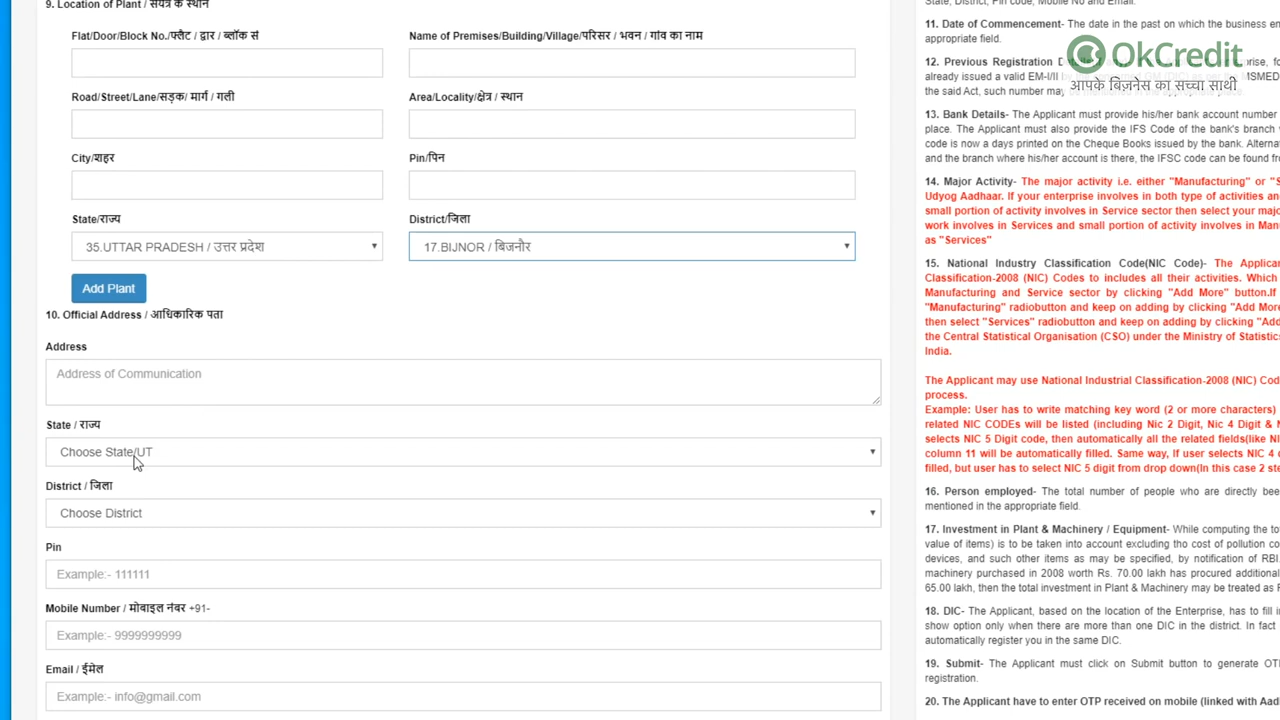 9. Location of Plant / संयंत्र के स्थान
Flat/Door/Block No./फ्लैट / द्वार / ब्लॉक सं
Name of Premises/Building/Village/परिसर / भवन / गांव का नाम
Road/Street/Lane/सड़क/ मार्ग / गली
Area/Locality/क्षेत्र / स्थान
City/शहर
Pin/पिन
State/राज्य
District/जिला
35.UTTAR PRADESH / उत्तर प्रदेश
17.BIJNOR / बिजनौर
Add Plant
10. Official Address / आधिकारिक पता
Address
Address of Communication
State / राज्य
Choose State/UT
District / जिला
Choose District
Pin
Example:- 111111
Mobile Number / मोबाइल नंबर +91-
Example:- 9999999999
Email / ईमेल
Example:- info@gmail.com
State, District, Pin code, Mobile No and Email.
11. Date of Commencement- The date in the past on which the business en
appropriate field.
12. Previous Registration
already issued a valid EM-I/II
MSMED
the said Act, such number may
OkCredit
आपके बिज़नेस का सच्चा साथी
13. Bank Details- The Applicant must provide his/her bank account number
place. The Applicant must also provide the IFS Code of the bank's branch
code is now a days printed on the Cheque Books issued by the bank. Alterna
and the branch where his/her account is there, the IFSC code can be found fro
14. Major Activity- The major activity i.e. either "Manufacturing" or "S
Udyog Aadhaar. If your enterprise involves in both type of activities an
small portion of activity involves in Service sector then select your majo
work involves in Services and small portion of activity involves in Man
as "Services"
15. National Industry Classification Code(NIC Code)- The Applica
Classification-2008 (NIC) Codes to includes all their activities. Which
Manufacturing and Service sector by clicking "Add More" button.If
"Manufacturing" radiobutton and keep on adding by clicking "Add More
then select "Services" radiobutton and keep on adding by clicking "Add
the Central Statistical Organisation (CSO) under the Ministry of Statistics
India.
The Applicant may use National Industrial Classification-2008 (NIC) Cod
process.
Example: User has to write matching key word (2 or more characters)
related NIC CODEs will be listed (including Nic 2 Digit, Nic 4 Digit &
selects NIC 5 Digit code, then automatically all the related fields(like NI
column 11 will be automatically filled. Same way, If user selects NIC 4 d
filled, but user has to select NIC 5 digit from drop down(In this case 2 ste
16. Person employed- The total number of people who are directly bee
mentioned in the appropriate field.
17. Investment in Plant & Machinery / Equipment- While computing the to
value of items) is to be taken into account excluding tho cost of pollution co
devices, and such other items as may be specified, by notification of RBI.
machinery purchased in 2008 worth Rs. 70.00 lakh has procured additional
65.00 lakh, then the total investment in Plant & Machinery may be treated as R
18. DIC- The Applicant, based on the location of the Enterprise, has to fill in
show option only when there are more than one DIC in the district. In fact
automatically register you in the same DIC.
19. Submit- The Applicant must click on Submit button to generate OT
registration.
20. The Applicant have to enter OTP received on mobile (linked with Aad